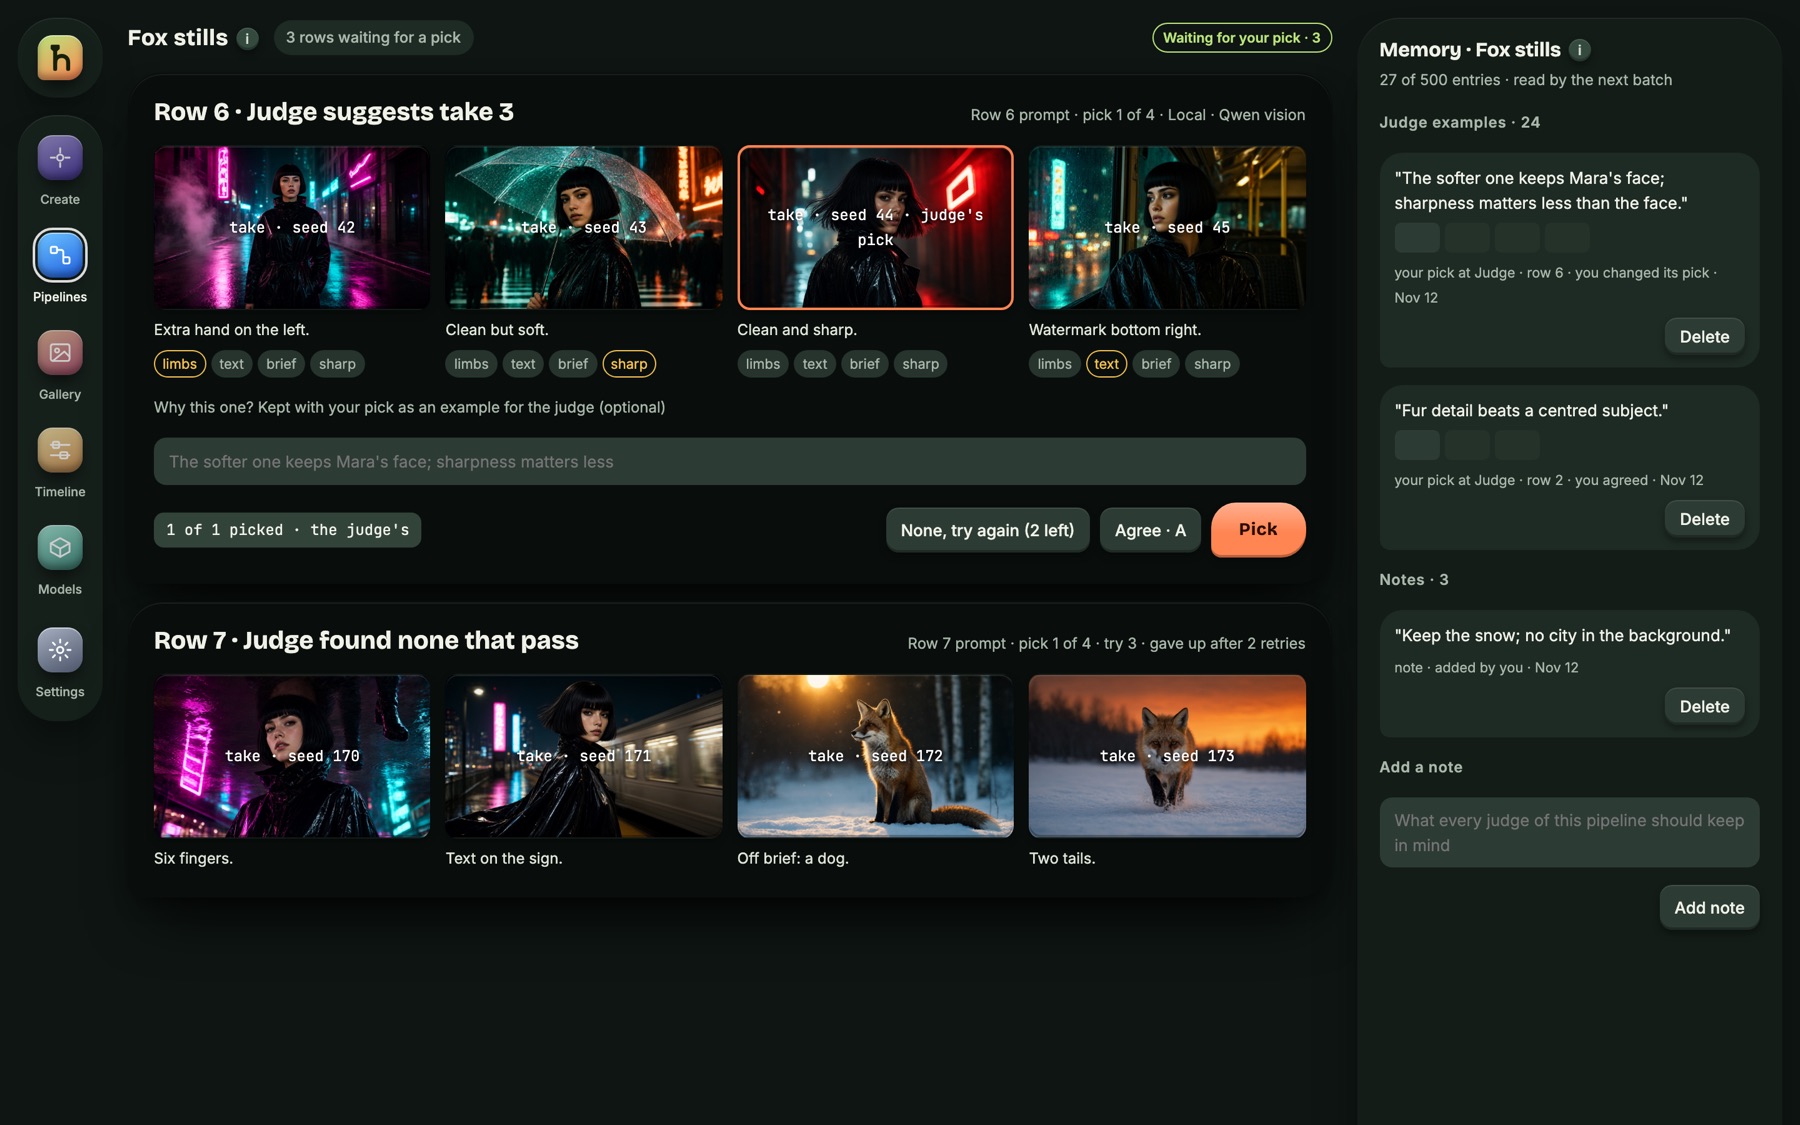 h
Create
Pipelines
Gallery
Timeline
Models
Settings
Fox stills i
3 rows waiting for a pick
Waiting for your pick · 3
Row 6 · Judge suggests take 3
Row 6 prompt · pick 1 of 4 · Local · Qwen vision
take · seed 42
take · seed 43
take · seed 44 · judge's
pick
take · seed 45
Extra hand on the left.
Clean but soft.
Clean and sharp.
Watermark bottom right.
limbs text brief sharp
limbs text brief sharp
limbs text brief sharp
limbs text brief sharp
Why this one? Kept with your pick as an example for the judge (optional)
The softer one keeps Mara's face; sharpness matters less
1 of 1 picked · the judge's
None, try again (2 left)
Agree · A
Pick
Row 7 · Judge found none that pass
Row 7 prompt · pick 1 of 4 · try 3 · gave up after 2 retries
take · seed 170
take · seed 171
take · seed 172
take · seed 173
Six fingers.
Text on the sign.
Off brief: a dog.
Two tails.
Memory · Fox stills i
27 of 500 entries · read by the next batch
Judge examples · 24
"The softer one keeps Mara's face;
sharpness matters less than the face."
your pick at Judge · row 6 · you changed its pick ·
Nov 12
Delete
"Fur detail beats a centred subject."
your pick at Judge · row 2 · you agreed · Nov 12
Delete
Notes · 3
"Keep the snow; no city in the background."
note · added by you · Nov 12
Delete
Add a note
What every judge of this pipeline should keep
in mind
Add note